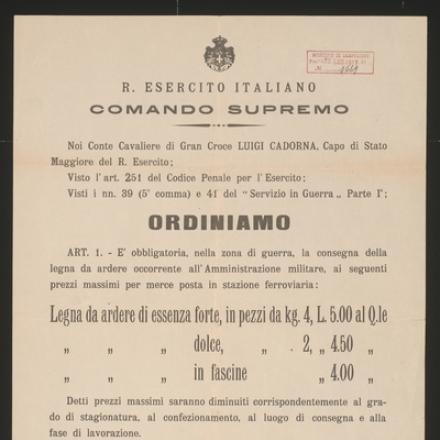 R. ESERCITO ITALIANO
COMANDO SUPREMO
Noi Conte Cavaliere di Gran Croce LUIGI CADORNA, Capo di Stato
Maggiore del R. Esercito;
Visto l'art. 251 del Codice Penale per l'Esercito;
Visti i nn. 39 (5° comma) e 41 del "Servizio in Guerra„ Parte Iª;
ORDINIAMO
ART. 1. - E' obbligatoria, nella zona di guerra, la consegna della
legna da ardere occorrente all'Amministrazione militare, ai seguenti
prezzi massimi per merce posta in stazione ferroviaria:
Legna da ardere di essenza forte, in pezzi da kg. 4, L. 5.00 al Q.le
„ „ „ dolce, „ 2, „ 4.50 „
„ „ „ in fascine „ 4.00 „
Detti prezzi massimi saranno diminuiti corrispondentemente al gra-
do di stagionatura, al confezionamento, al luogo di consegna e alla
fase di lavorazione.